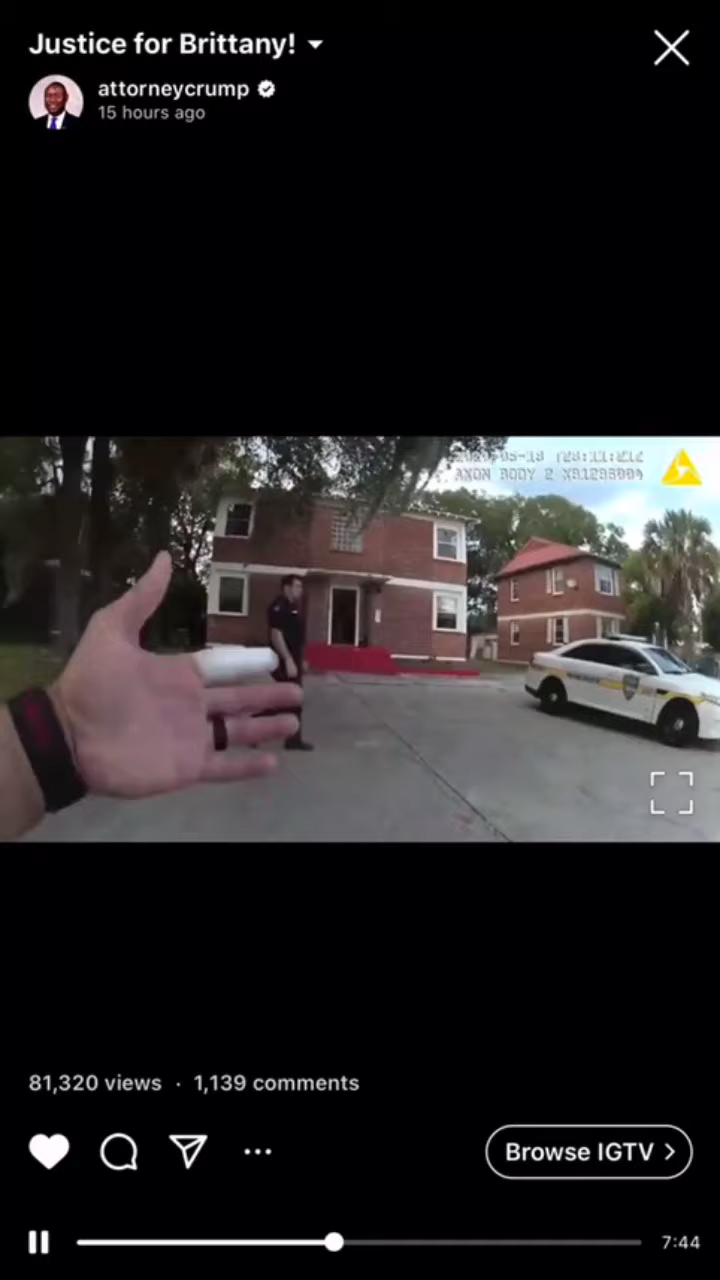 Justice for Brittany!
attorneycrump
15 hours ago
AXON BODY 2
81,320 views · 1,139 comments
Browse IGTV >
7:44